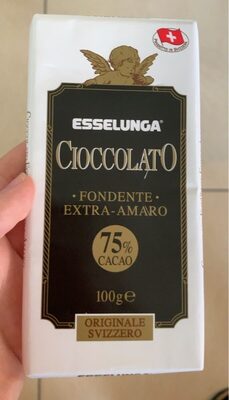 ESSELUNGA®
CIOCCOLATO
• FONDENTE •
EXTRA-AMARO
75%
CACAO
100g e
ORIGINALE
SVIZZERO